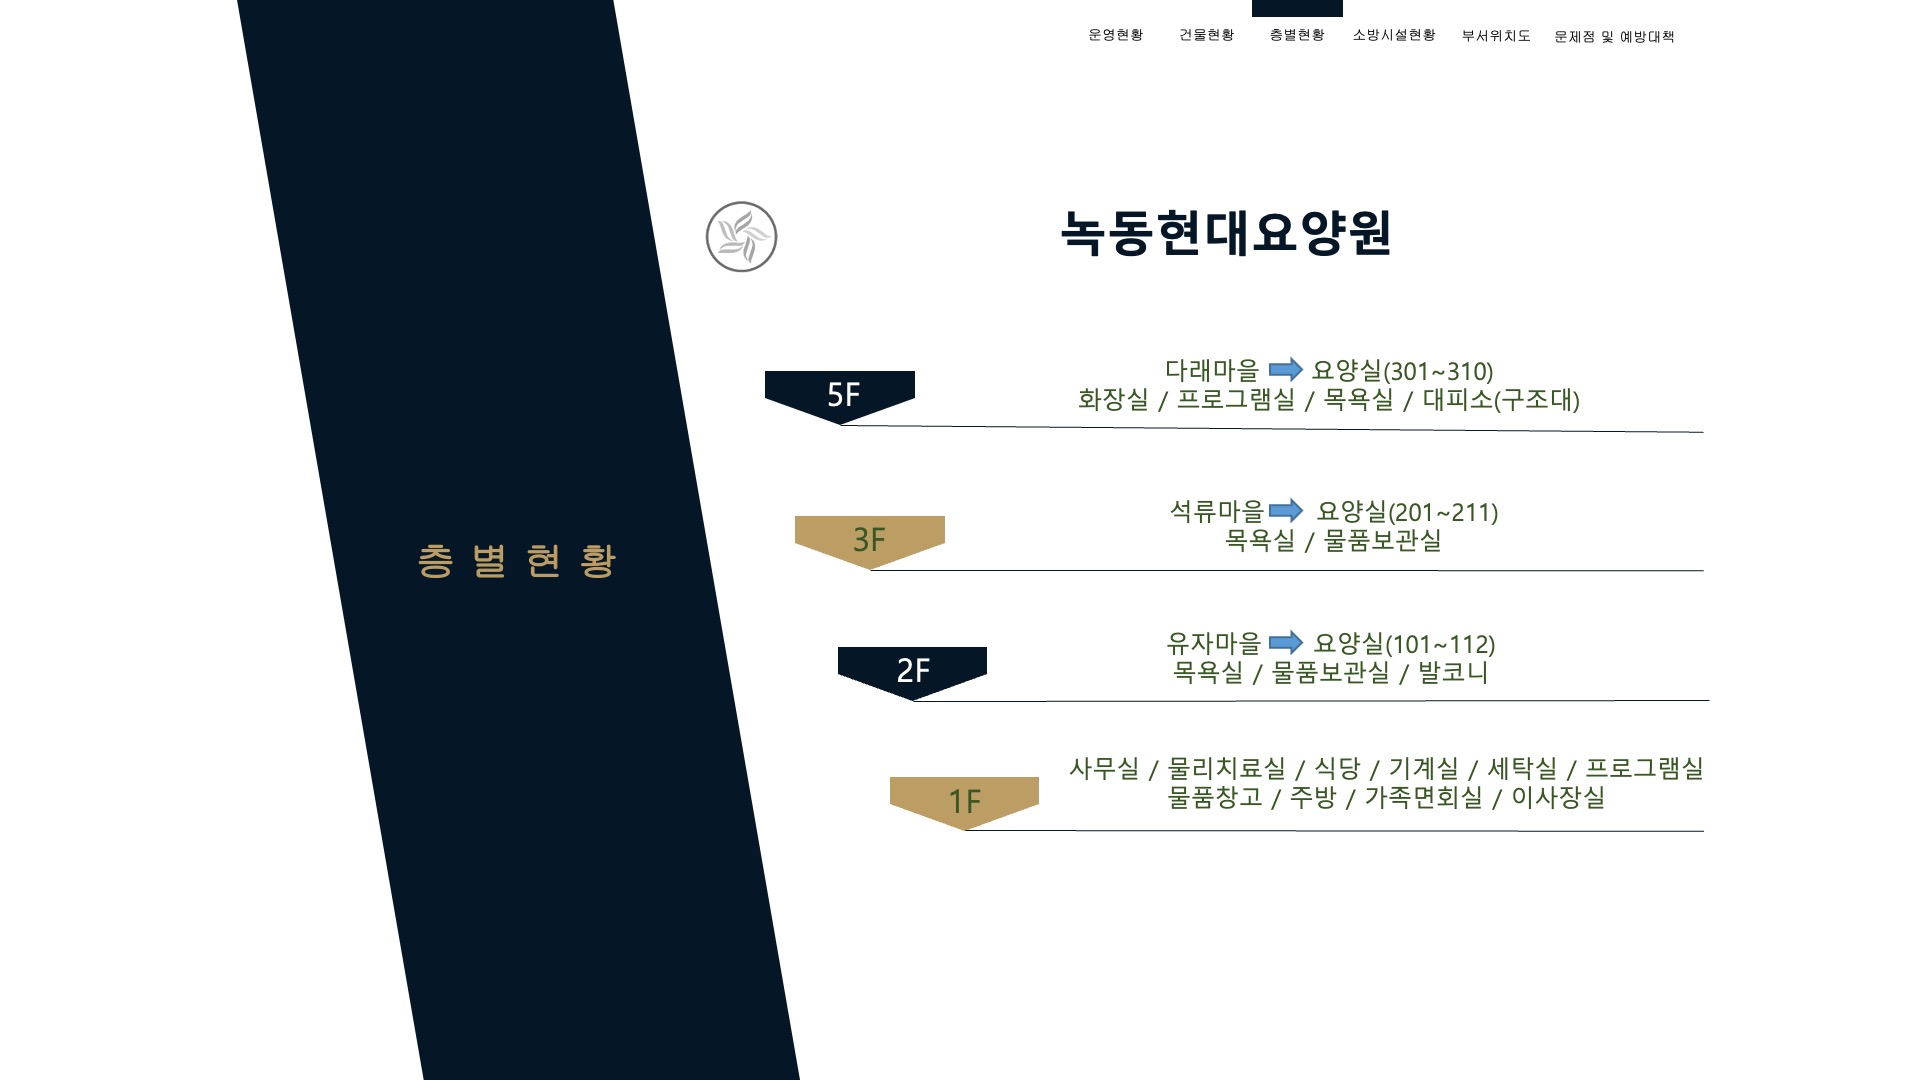 운영현황 건물현황 층별현황 소방시설현황 부서위치도 문제점 및 예방대책
녹동현대요양원
층별현황
5F
다래마을 요양실(301~310)
화장실 / 프로그램실 / 목욕실 / 대피소(구조대)
3F
석류마을 요양실(201~211)
목욕실 / 물품보관실
2F
유자마을 요양실(101~112)
목욕실 / 물품보관실 / 발코니
1F
사무실 / 물리치료실 / 식당 / 기계실 / 세탁실 / 프로그램실
물품창고 / 주방 / 가족면회실 / 이사장실